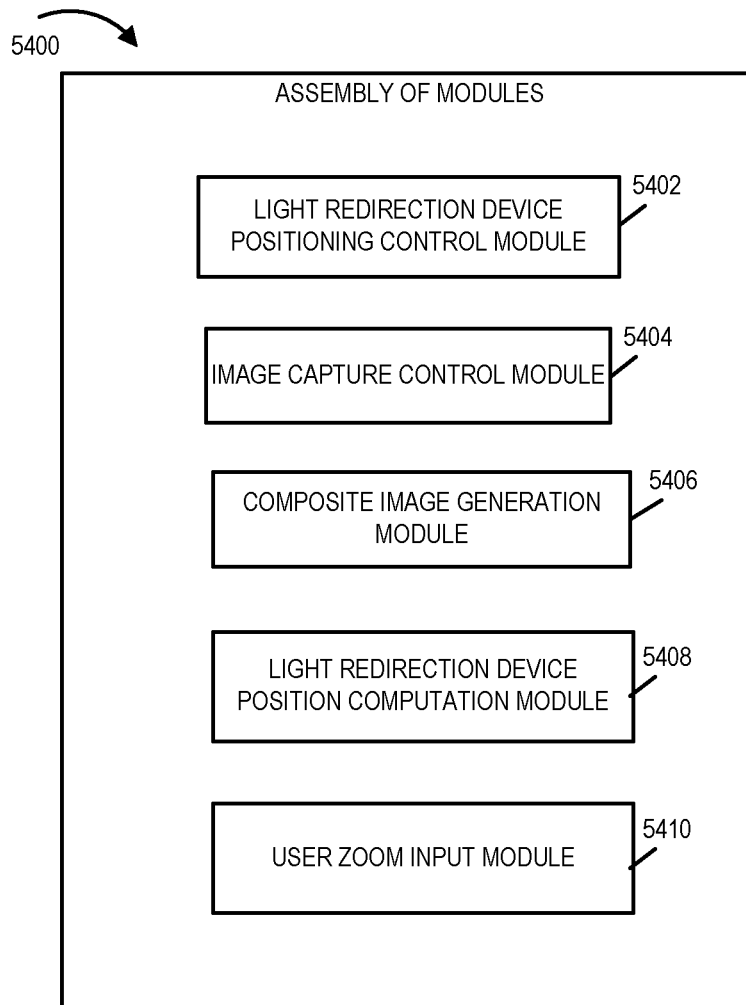 5400
ASSEMBLY OF MODULES
5402
LIGHT REDIRECTION DEVICE
POSITIONING CONTROL MODULE
5404
IMAGE CAPTURE CONTROL MODULE
5406
COMPOSITE IMAGE GENERATION
MODULE
5408
LIGHT REDIRECTION DEVICE
POSITION COMPUTATION MODULE
5410
USER ZOOM INPUT MODULE